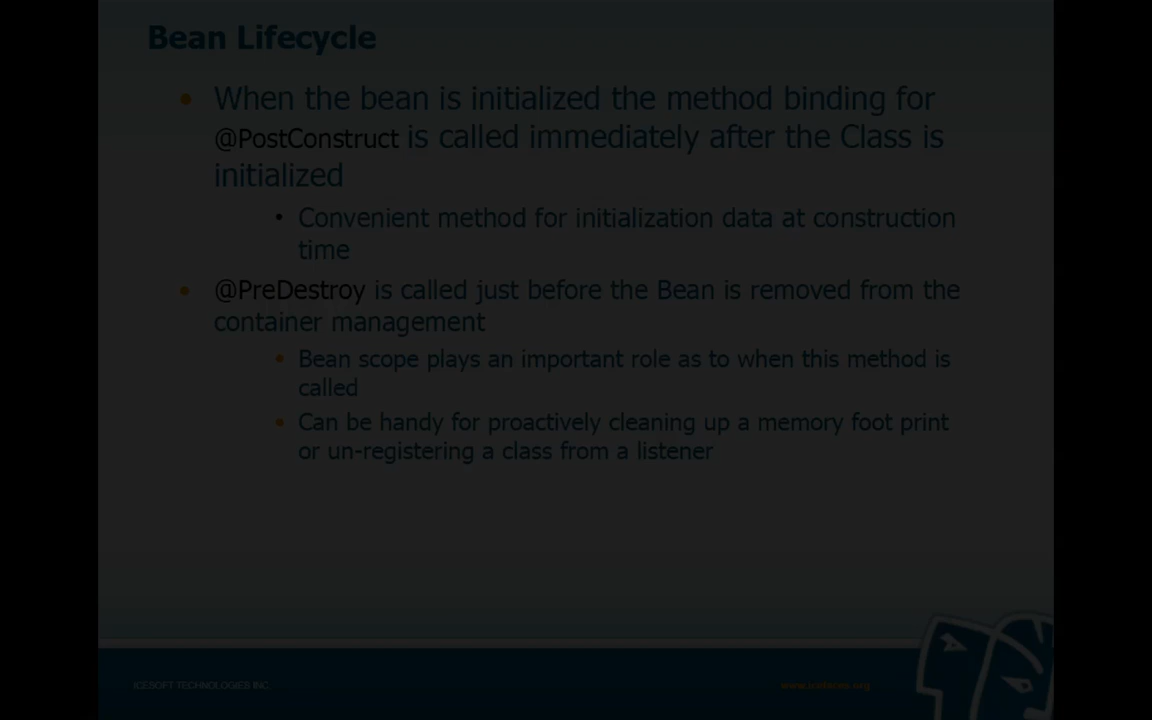 Bean Lifecycle
When the bean is initialized the method binding for
@PostConstruct is called immediately after the Class is
initialized
Convenient method for initialization data at construction
time
@PreDestroy is called just before the Bean is removed from the
container management
Bean scope plays an important role as to when this method is
called
Can be handy for proactively cleaning up a memory foot print
or un-registering a class from a listener
ICESOFT TECHNOLOGIES INC.
www.icefaces.org